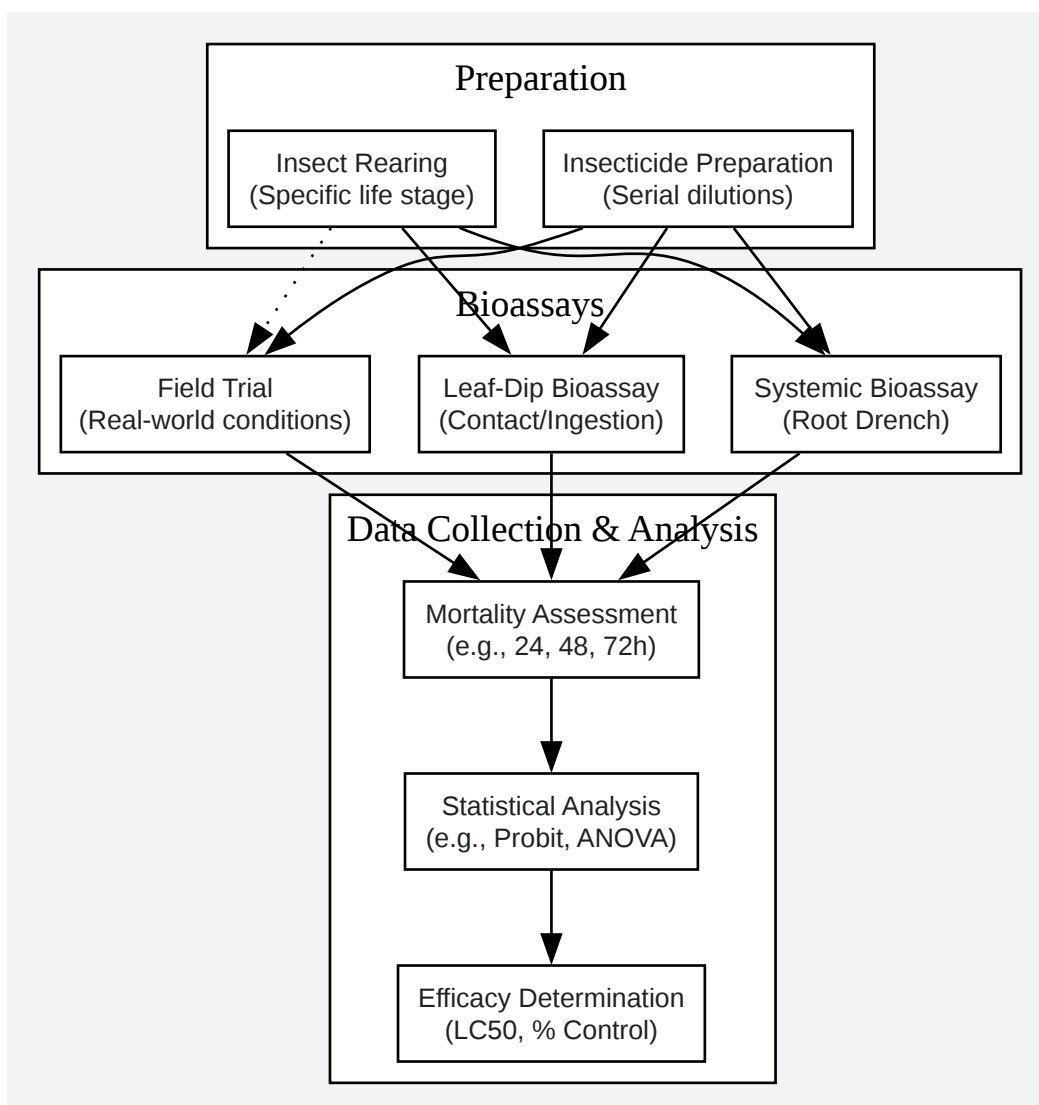 Preparation
Insect Rearing
(Specific life stage)
Insecticide Preparation
(Serial dilutions)
Bioassays
Field Trial
(Real-world conditions)
Leaf-Dip Bioassay
(Contact/Ingestion)
Systemic Bioassay
(Root Drench)
Data Collection & Analysis
Mortality Assessment
(e.g., 24, 48, 72h)
Statistical Analysis
(e.g., Probit, ANOVA)
Efficacy Determination
(LC50, % Control)